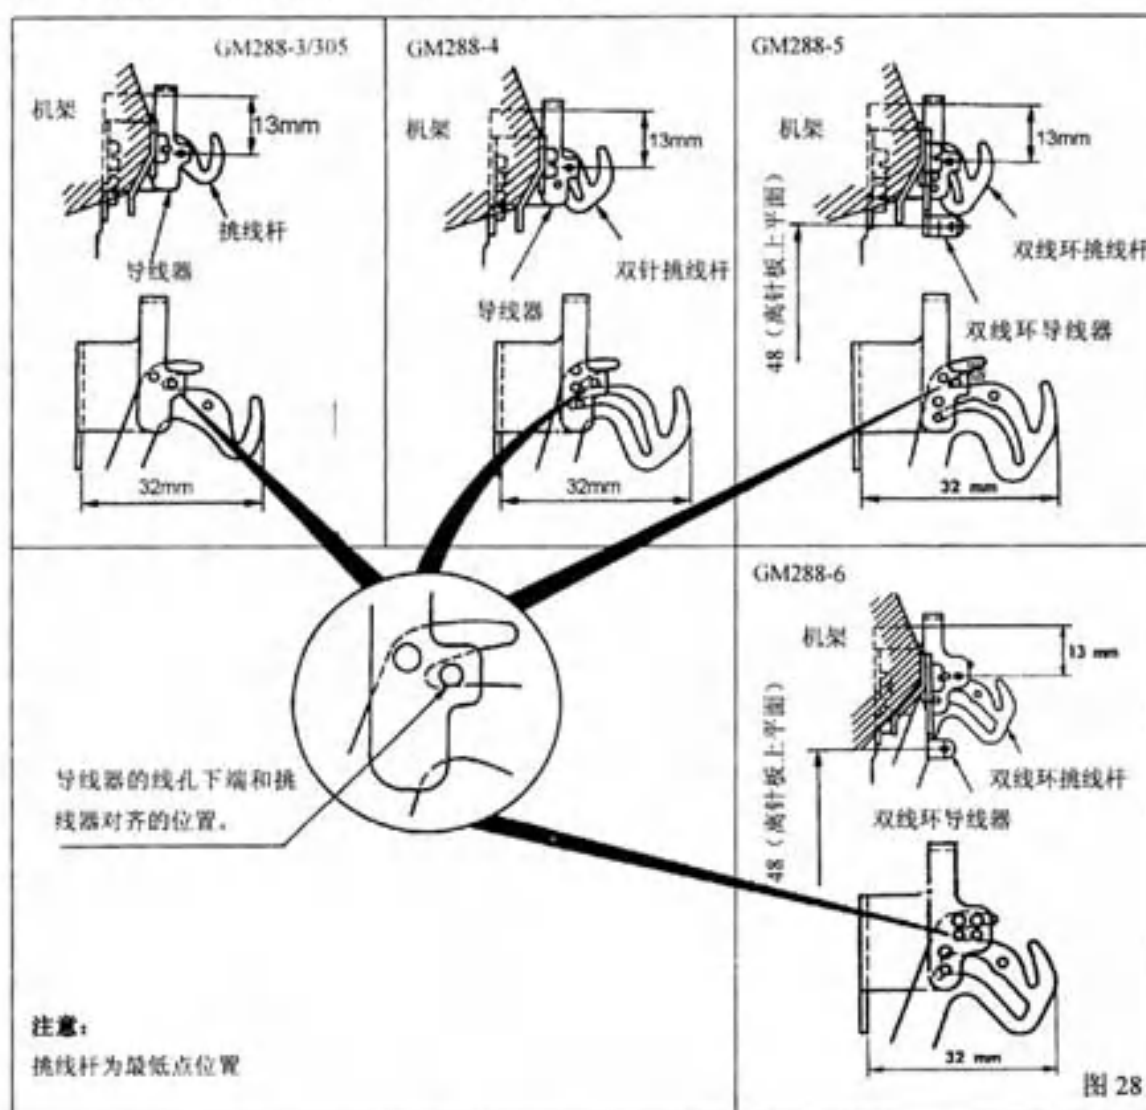 GM288-3/305
机架
13mm
挑线杆
导线器
32mm
GM288-4
机架
13mm
双针挑线杆
导线器
32mm
GM288-5
机架
13mm
48（离针板上平面）
双线环挑线杆
双线环导线器
32 mm
GM288-6
机架
13 mm
48（离针板上平面）
双线环挑线杆
双线环导线器
32 mm
导线器的线孔下端和挑
线器对齐的位置。
注意：
挑线杆为最低点位置
图 28